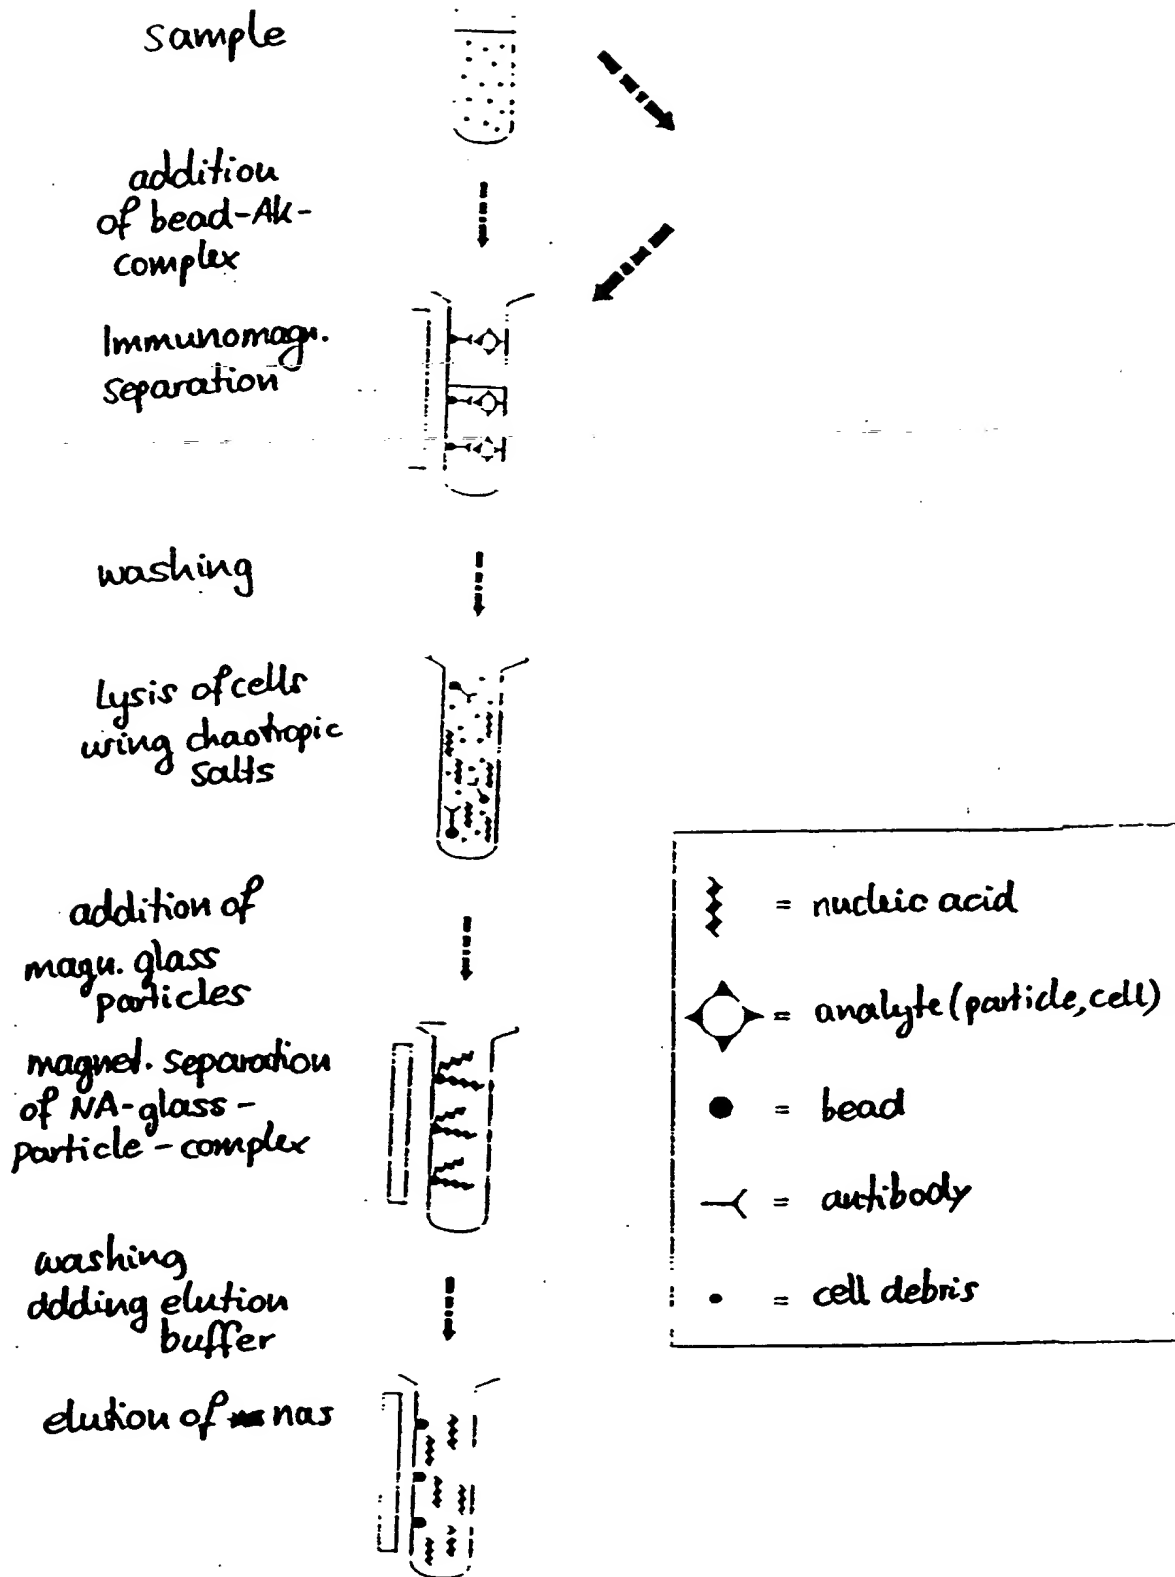 sample
addition
of bead-Ak-
complex
Immunomagn.
separation
washing
Lysis of cells
using chaotropic
salts
addition of
magn. glass
particles
magnet. separation
of NA-glass-
particle-complex
washing
adding elution
buffer
elution of nas
= nucleic acid
= analyte (particle, cell)
= bead
= antibody
= cell debris